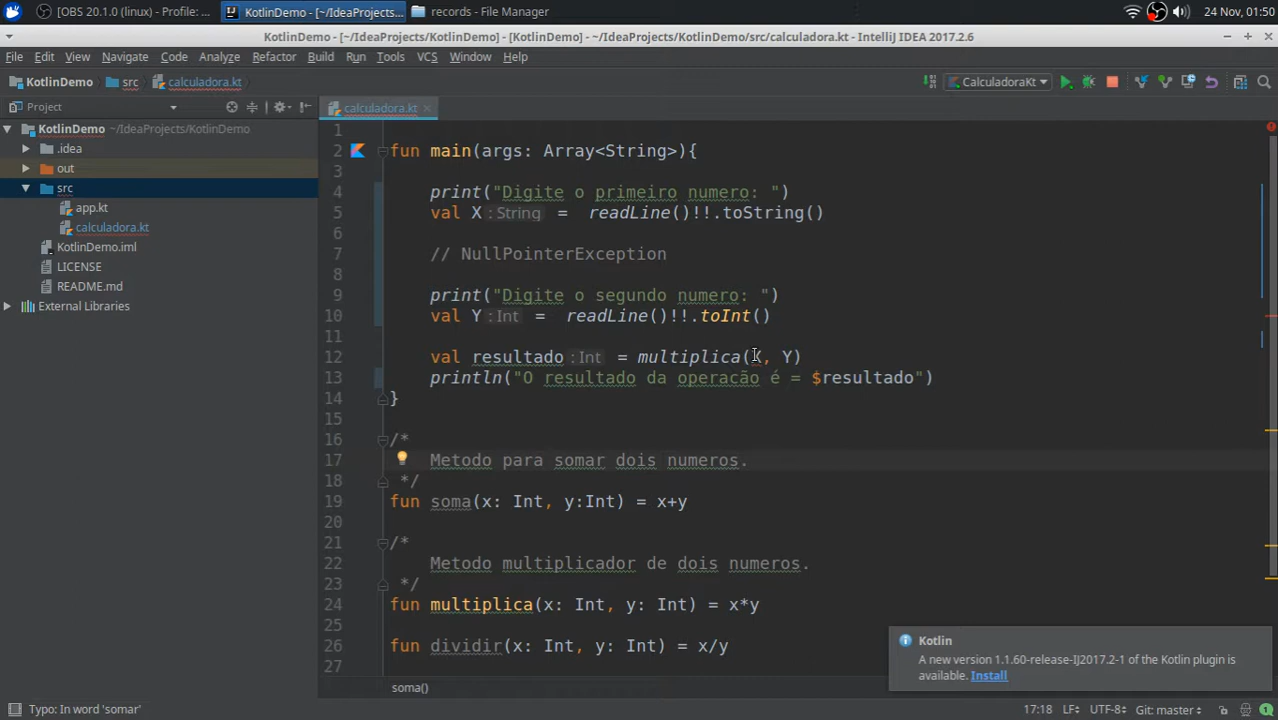 [OBS 20.1.0 (linux) - Profile: ...
KotlinDemo - [~/IdeaProjects...
records - File Manager
24 Nov, 01:50
KotlinDemo - [~/IdeaProjects/KotlinDemo] - [KotlinDemo] - ~/IdeaProjects/KotlinDemo/src/calculadora.kt - IntelliJ IDEA 2017.2.6
File Edit View Navigate Code Analyze Refactor Build Run Tools VCS Window Help
KotlinDemo src calculadora.kt
CalculadoraKt
Project
calculadora.kt
KotlinDemo ~/IdeaProjects/KotlinDemo
.idea
out
src
app.kt
calculadora.kt
KotlinDemo.iml
LICENSE
README.md
External Libraries
1
2 fun main(args: Array<String>){
3
4 print("Digite o primeiro numero: ")
5 val X: String = readLine()!!.toString()
6
7 // NullPointerException
8
9 print("Digite o segundo numero: ")
10 val Y: Int = readLine()!!.toInt()
11
12 val resultado: Int = multiplica(X, Y)
13 println("O resultado da operacão é = $resultado")
14 }
15
16 /*
17 Metodo para somar dois numeros.
18 */
19 fun soma(x: Int, y:Int) = x+y
20
21 /*
22 Metodo multiplicador de dois numeros.
23 */
24 fun multiplica(x: Int, y: Int) = x*y
25
26 fun dividir(x: Int, y: Int) = x/y
27
Kotlin
A new version 1.1.60-release-IJ2017.2-1 of the Kotlin plugin is
available. Install
soma()
Typo: In word 'somar'
17:18 LF÷ UTF-8÷ Git: master÷
1